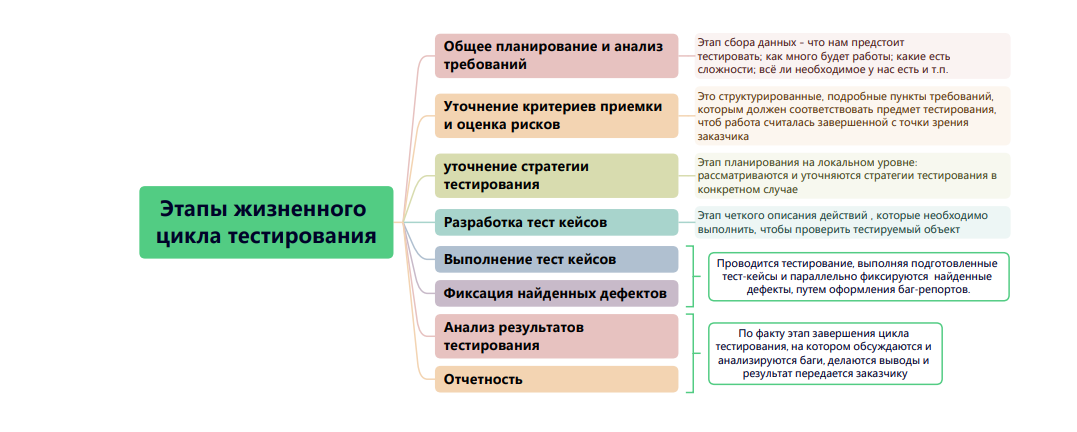 Этапы жизненного
цикла тестирования
Общее планирование и анализ
требований
Этап сбора данных – что нам предстоит
тестировать; как много будет работы; какие есть
сложности; всё ли необходимое у нас есть и т.п.
Уточнение критериев приемки
и оценка рисков
Это структурированные, подробные пункты требований,
которым должен соответствовать предмет тестирования,
чтоб работа считалась завершенной с точки зрения
заказчика
уточнение стратегии
тестирования
Этап планирования на локальном уровне:
рассматриваются и уточняются стратегии тестирования в
конкретном случае
Разработка тест кейсов
Этап четкого описания действий , которые необходимо
выполнить, чтобы проверить тестируемый объект
Выполнение тест кейсов
Фиксация найденных дефектов
Проводится тестирование, выполняя подготовленные
тест-кейсы и параллельно фиксируются найденные
дефекты, путем оформления баг-репортов.
Анализ результатов
тестирования
Отчетность
По факту этап завершения цикла
тестирования, на котором обсуждаются и
анализируются баги, делаются выводы и
результат передается заказчику